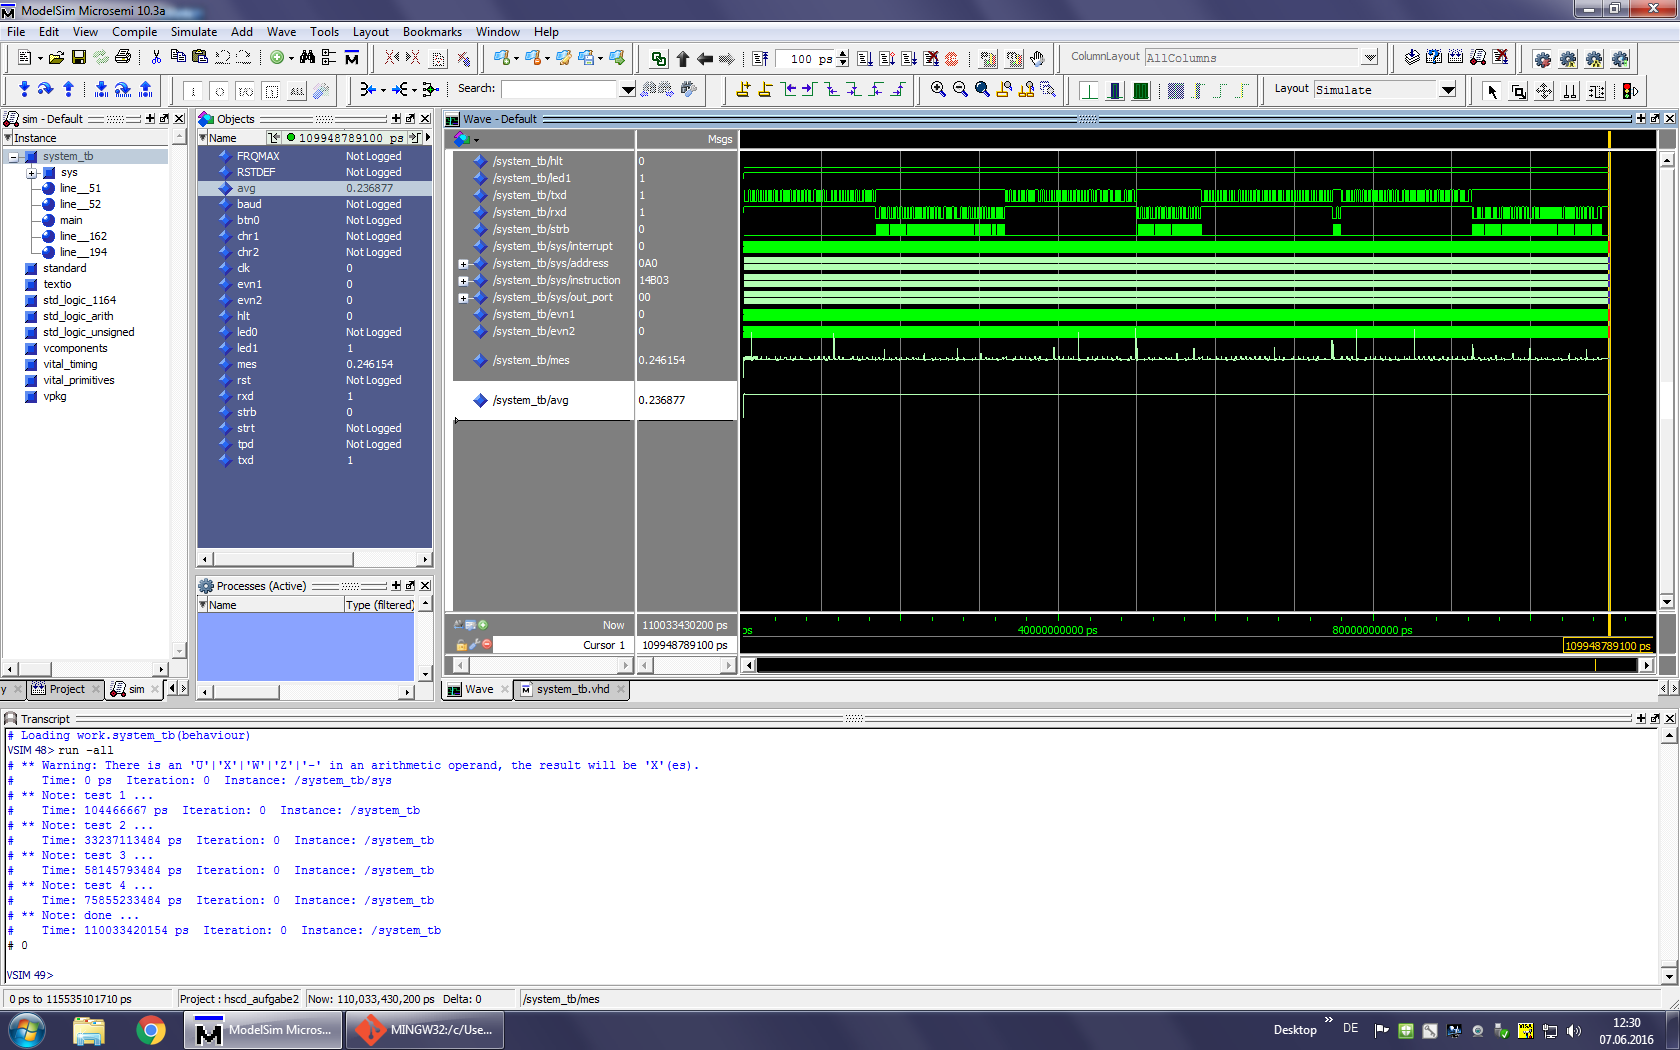 ModelSim Microsemi 10.3a
File Edit View Compile Simulate Add Wave Tools Layout Bookmarks Window Help
100 ps
ColumnLayout AllColumns
Search:
Layout Simulate
sim - Default
Instance
system_tb
sys
line__51
line__52
main
line__162
line__194
standard
textio
std_logic_1164
std_logic_arith
std_logic_unsigned
vcomponents
vital_timing
vital_primitives
vpkg
y Project sim
Objects
Name 109948789100 ps
FRQMAX Not Logged
RSTDEF Not Logged
avg 0.236877
baud Not Logged
btn0 Not Logged
chr1 Not Logged
chr2 Not Logged
clk 0
evn1 0
evn2 0
hlt 0
led0 Not Logged
led1 1
mes 0.246154
rst Not Logged
rxd 1
strb 0
strt Not Logged
tpd Not Logged
txd 1
Processes (Active)
Name Type (filtered)
Wave - Default
Msgs
/system_tb/hlt 0
/system_tb/led1 1
/system_tb/txd 1
/system_tb/rxd 1
/system_tb/strb 0
/system_tb/sys/interrupt 0
/system_tb/sys/address 0A0
/system_tb/sys/instruction 14B03
/system_tb/sys/out_port 00
/system_tb/evn1 0
/system_tb/evn2 0
/system_tb/mes 0.246154
/system_tb/avg 0.236877
Now 110033430200 ps
ps 40000000000 ps 80000000000 ps
Cursor 1 109948789100 ps
109948789100 ps
Wave system_tb.vhd
Transcript
# Loading work.system_tb(behaviour)
VSIM 48> run -all
# ** Warning: There is an 'U'|'X'|'W'|'Z'|'-' in an arithmetic operand, the result will be 'X'(es).
#    Time: 0 ps  Iteration: 0  Instance: /system_tb/sys
# ** Note: test 1 ...
#    Time: 104466667 ps  Iteration: 0  Instance: /system_tb
# ** Note: test 2 ...
#    Time: 33237113484 ps  Iteration: 0  Instance: /system_tb
# ** Note: test 3 ...
#    Time: 58145793484 ps  Iteration: 0  Instance: /system_tb
# ** Note: test 4 ...
#    Time: 75855233484 ps  Iteration: 0  Instance: /system_tb
# ** Note: done ...
#    Time: 110033420154 ps  Iteration: 0  Instance: /system_tb
# 0
VSIM 49>
0 ps to 115535101710 ps Project : hscd_aufgabe2 Now: 110,033,430,200 ps Delta: 0 /system_tb/mes
ModelSim Micros... MINGW32:/c/Use... Desktop DE 12:30
07.06.2016